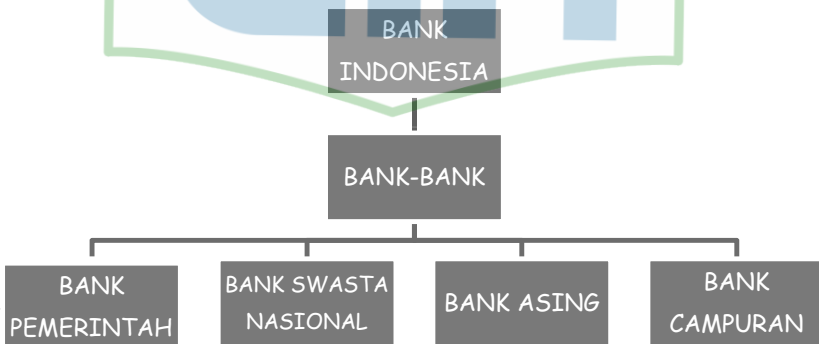 BANK
INDONESIA
BANK-BANK
BANK
PEMERINTAH
BANK SWASTA
NASIONAL
BANK ASING
BANK
CAMPURAN